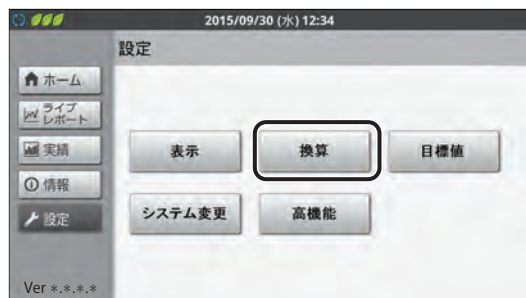 2015/09/30 (水) 12:34
設定
ホーム
ライブ
レポート
実績
情報
設定
表示
換算
目標値
システム変更
高機能
Ver *.*.*.*